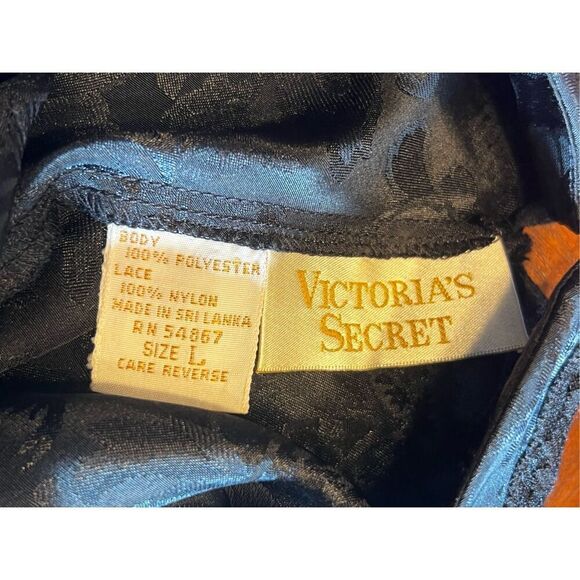 BODY
100% POLYESTER
LACE
100% NYLON
MADE IN SRI LANKA
RN 54867
SIZE L
CARE REVERSE
VICTORIA'S
SECRET